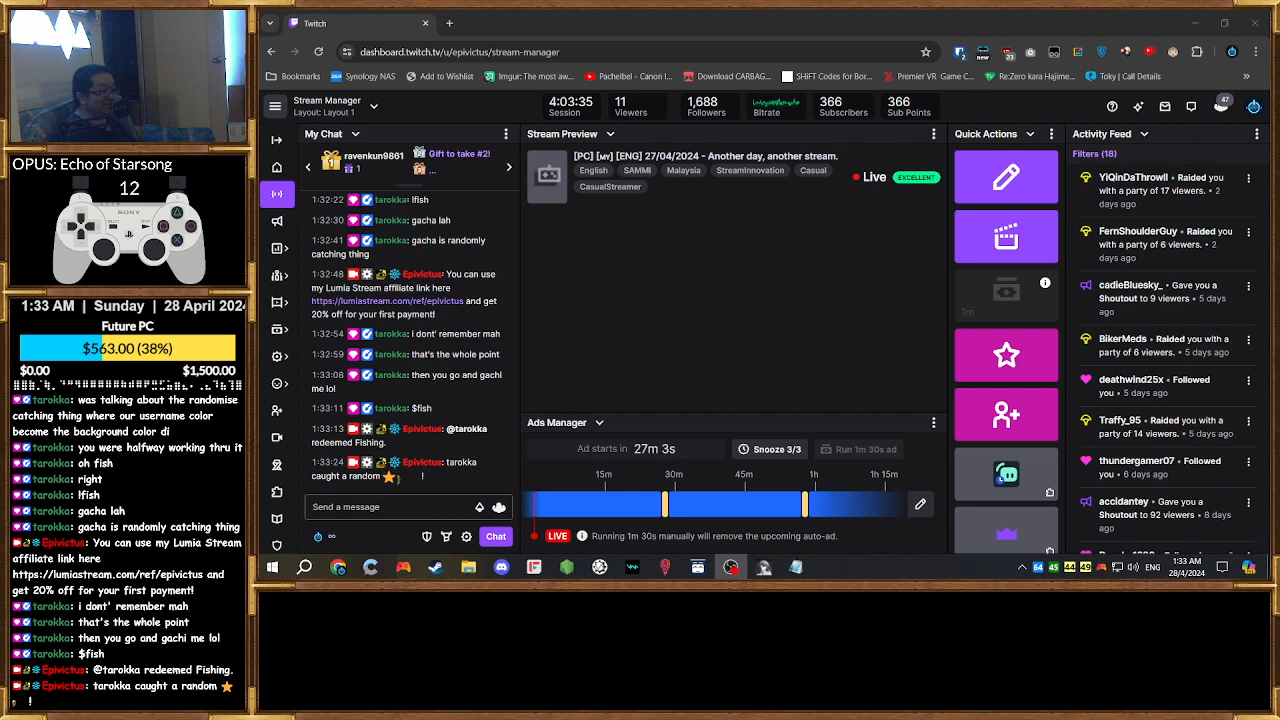 Twitch
dashboard.twitch.tv/u/epivictus/stream-manager
Bookmarks
Synology NAS
Add to Wishlist
Imgur: The most aw...
Pachelbel - Canon I...
Download CARBAG...
SHiFT Codes for Bor...
Premier VR Game C...
Re:Zero kara Hajime...
Toky | Call Details
»
new
23
Stream Manager
Layout: Layout 1
4:03:35
Session
11
Viewers
1,688
Followers
Bitrate
366
Subscribers
366
Sub Points
47
My Chat
ravenkun9861
1
Gift to take #2!
...
1:32:22 tarokka: !fish
1:32:30 tarokka: gacha lah
1:32:41 tarokka: gacha is randomly
catching thing
1:32:48 Epivictus: You can use
my Lumia Stream affiliate link here
https://lumiastream.com/ref/epivictus and get
20% off for your first payment!
1:32:54 tarokka: i dont' remember mah
1:32:59 tarokka: that's the whole point
1:33:08 tarokka: then you go and gachi
me lol
1:33:11 tarokka: $fish
1:33:13 Epivictus: @tarokka
redeemed Fishing.
1:33:24 Epivictus: tarokka
caught a random ⭐ !
Send a message
Chat
Stream Preview
[PC] [ᴍʏ] [ENG] 27/04/2024 - Another day, another stream.
English
SAMMI
Malaysia
StreamInnovation
Casual
CasualStreamer
Live
EXCELLENT
Ads Manager
Ad starts in 27m 3s
Snooze 3/3
Run 1m 30s ad
15m
30m
45m
1h
1h 15m
LIVE
Running 1m 30s manually will remove the upcoming auto-ad.
Quick Actions
1m
Activity Feed
Filters (18)
YIQinDaThrowII • Raided you
with a party of 17 viewers. • 2
days ago
FernShoulderGuy • Raided you
with a party of 6 viewers. • 2
days ago
cadieBluesky_ • Gave you a
Shoutout to 9 viewers • 5 days
ago
BikerMeds • Raided you with a
party of 6 viewers. • 5 days ago
deathwind25x • Followed
you • 5 days ago
Traffy_95 • Raided you with a
party of 14 viewers. • 5 days ago
thundergamer07 • Followed
you • 6 days ago
accidantey • Gave you a
Shoutout to 92 viewers • 8 days
ago
64
45
44
49
ENG
1:33 AM
28/4/2024
OPUS: Echo of Starsong
12
SONY
SELECT
START
1:33 AM | Sunday | 28 April 2024
Future PC
$563.00 (38%)
$0.00
$1,500.00
was talking about the randomise
catching thing where our username color
become the background color di
tarokka: you were halfway working thru it
tarokka: oh fish
tarokka: right
tarokka: !fish
tarokka: gacha lah
tarokka: gacha is randomly catching thing
Epivictus: You can use my Lumia Stream
affiliate link here
https://lumiastream.com/ref/epivictus and
get 20% off for your first payment!
tarokka: i dont' remember mah
tarokka: that's the whole point
tarokka: then you go and gachi me lol
tarokka: $fish
Epivictus: @tarokka redeemed Fishing.
Epivictus: tarokka caught a random ⭐
!